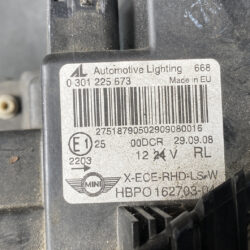 AL Automotive Lighting 668
0 301 225 673 Made in EU
27518790502909080016
E1 25 00DCR 29.09.08
2203 12 24 V RL
MINI X-ECE-RHD-LS-W
HBPO 162703-04